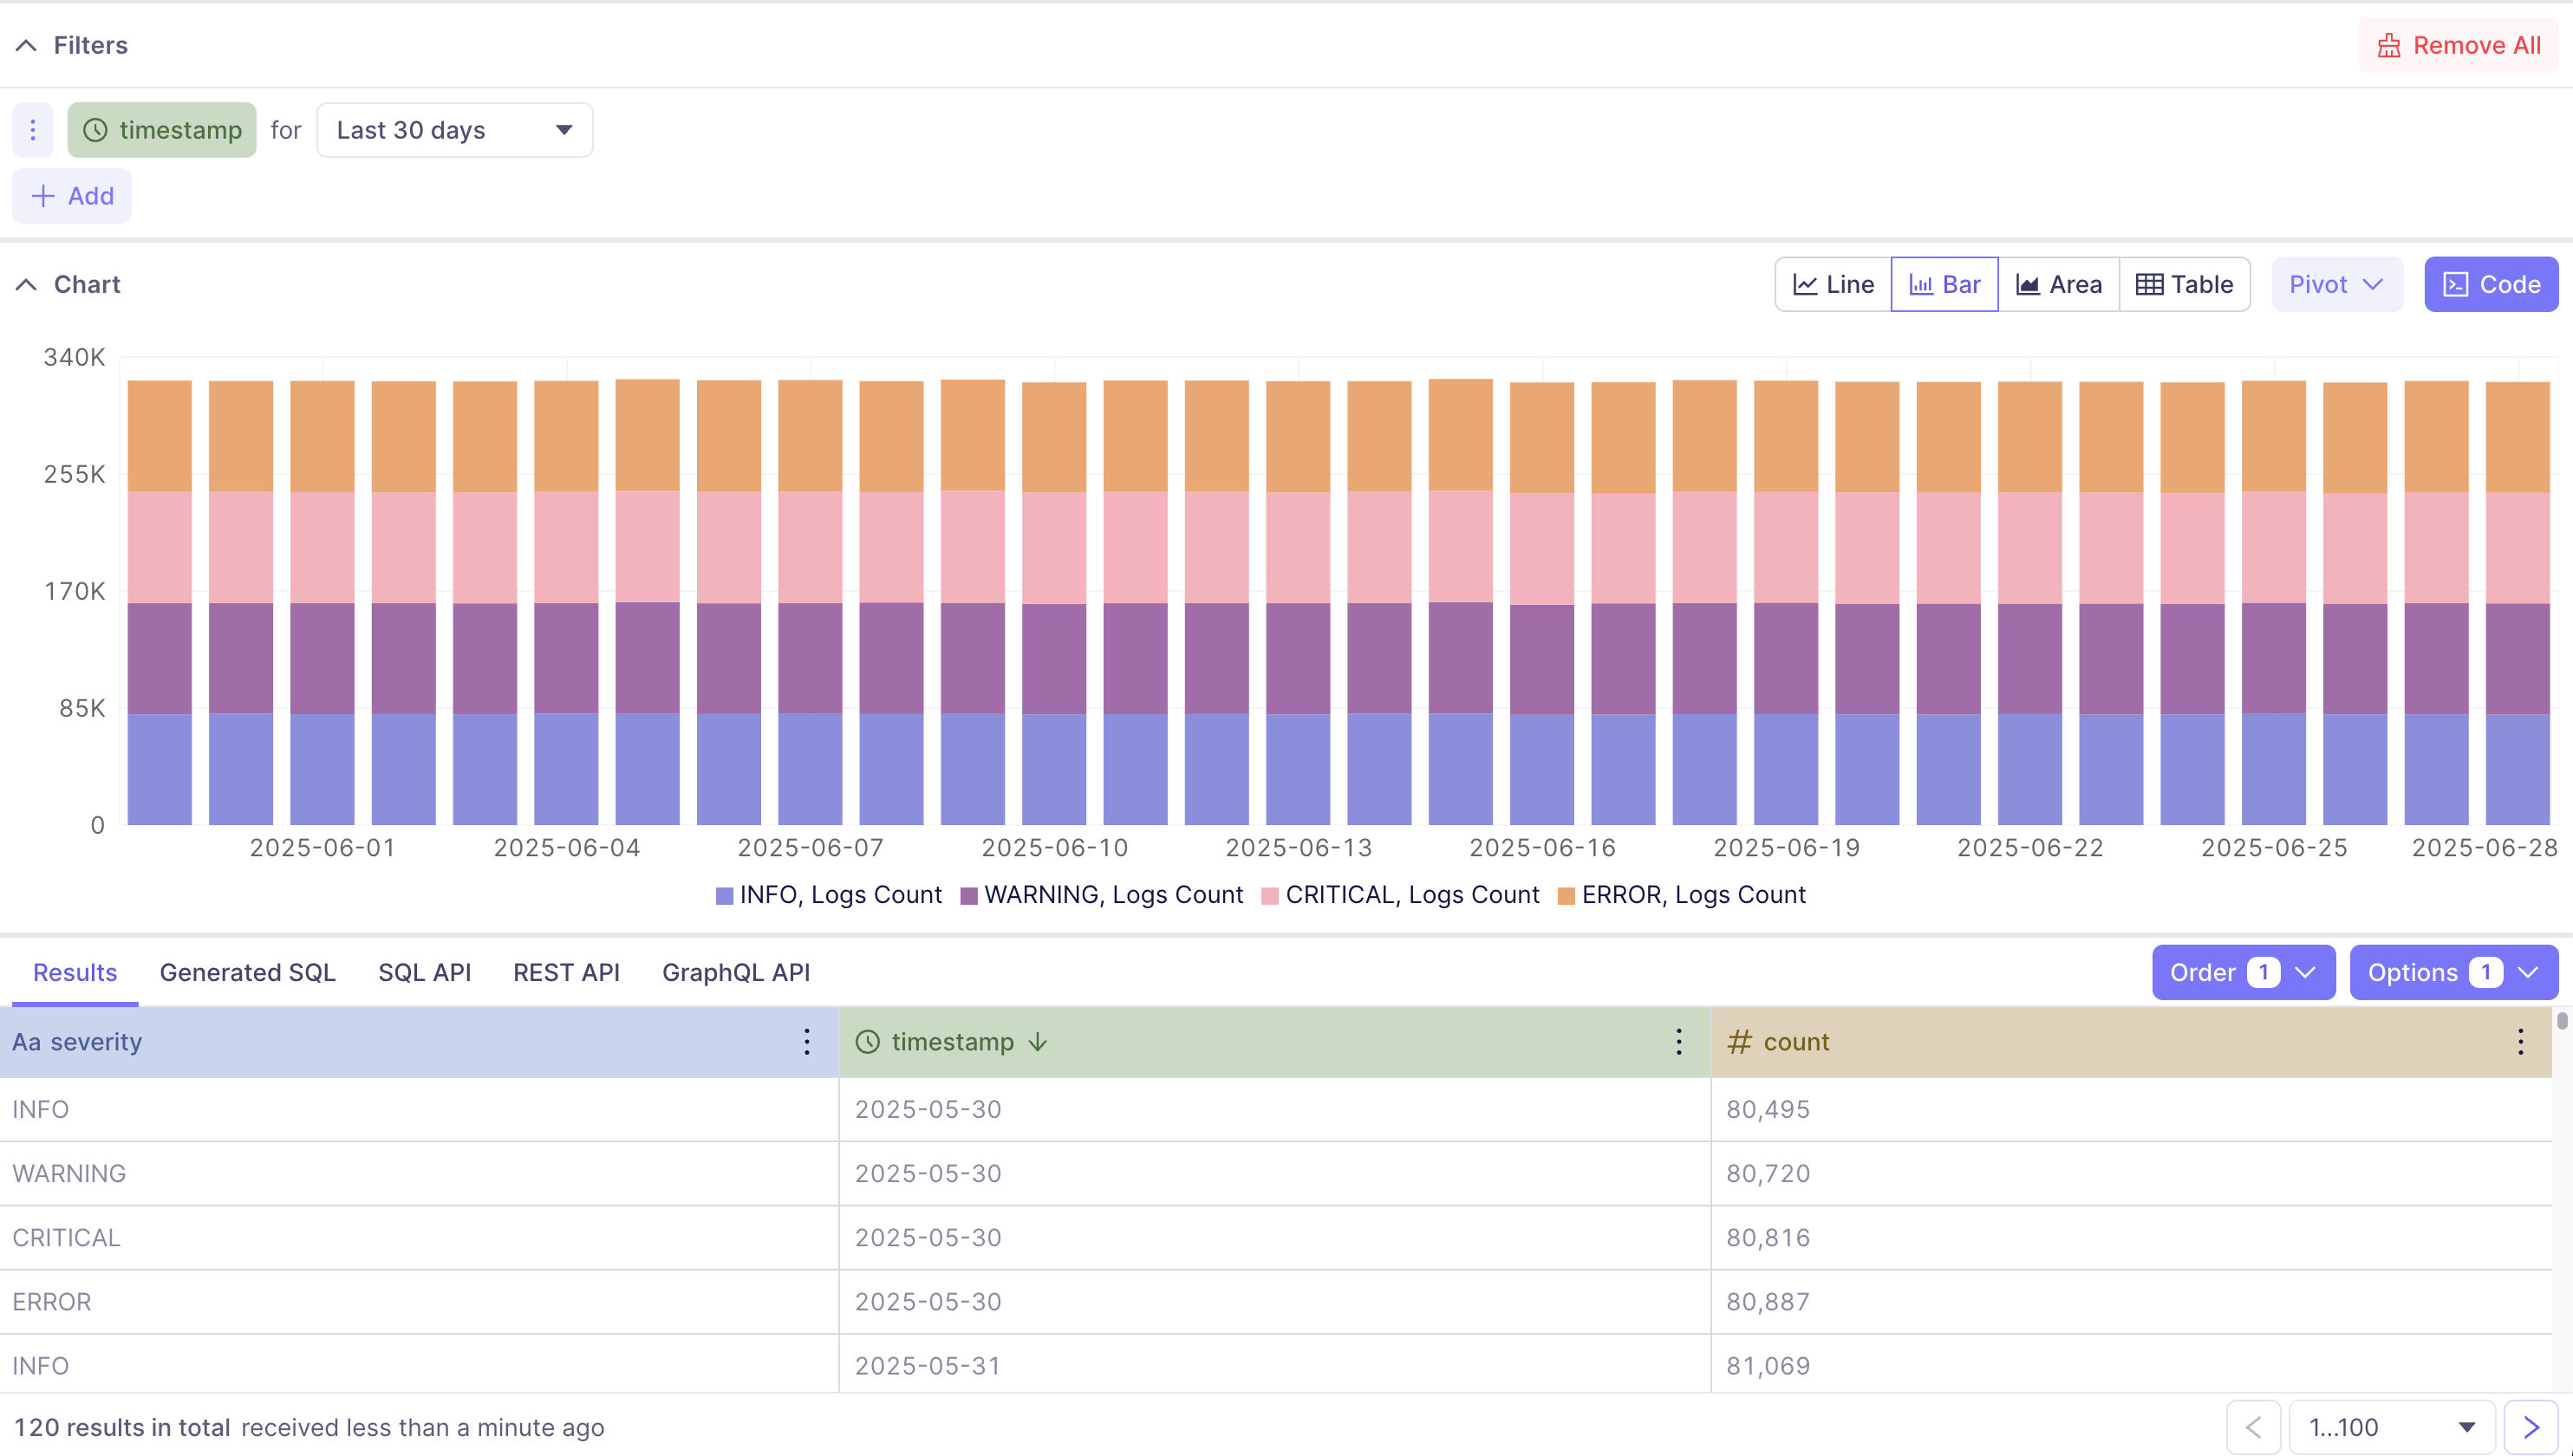 Filters
Remove All
timestamp for Last 30 days
Add
Chart
Line Bar Area Table Pivot Code
340K
255K
170K
85K
0
2025-06-01 2025-06-04 2025-06-07 2025-06-10 2025-06-13 2025-06-16 2025-06-19 2025-06-22 2025-06-25 2025-06-28
INFO, Logs Count WARNING, Logs Count CRITICAL, Logs Count ERROR, Logs Count
Results Generated SQL SQL API REST API GraphQL API Order 1 Options 1
Aa severity timestamp ↓ # count
INFO 2025-05-30 80,495
WARNING 2025-05-30 80,720
CRITICAL 2025-05-30 80,816
ERROR 2025-05-30 80,887
INFO 2025-05-31 81,069
120 results in total received less than a minute ago 1...100